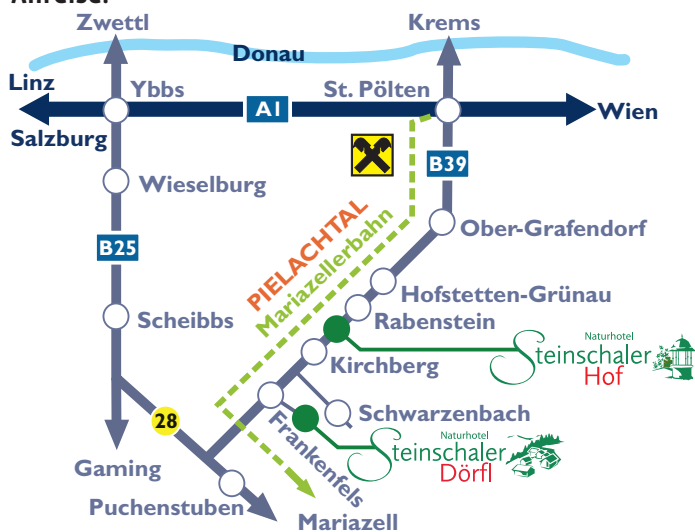 Anreise:
Zwettl
Krems
Donau
Linz
Ybbs
A1
St. Pölten
Wien
Salzburg
B39
Wieselburg
PIELACHTAL
Mariazellerbahn
Ober-Grafendorf
B25
Hofstetten-Grünau
Scheibbs
Rabenstein
Naturhotel
Steinschaler
Hof
Kirchberg
28
Schwarzenbach
Frankenfels
Naturhotel
Steinschaler
Dörfl
Gaming
Puchenstuben
Mariazell